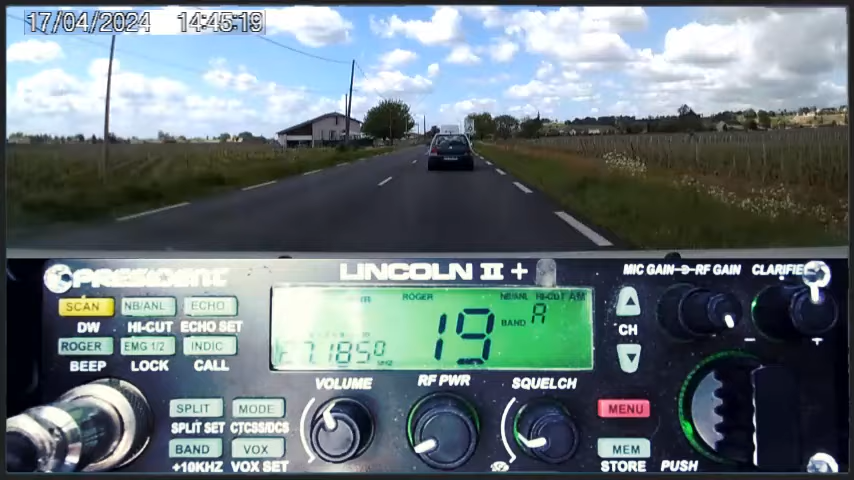 17/04/2024 14:45:19
PRESIDENT LINCOLN II + MIC GAIN RF GAIN CLARIFIER
SCAN NB/ANL ECHO
DW HI-CUT ECHO SET
ROGER EMG 1/2 INDIC
BEEP LOCK CALL
ROGER NB/ANL HI-CUT AM
19 BAND A
27.1850
CH
VOLUME RF PWR SQUELCH
SPLIT MODE MENU
SPLIT SET CTCSS/DCS
BAND VOX MEM
+10KHZ VOX SET STORE PUSH
- +